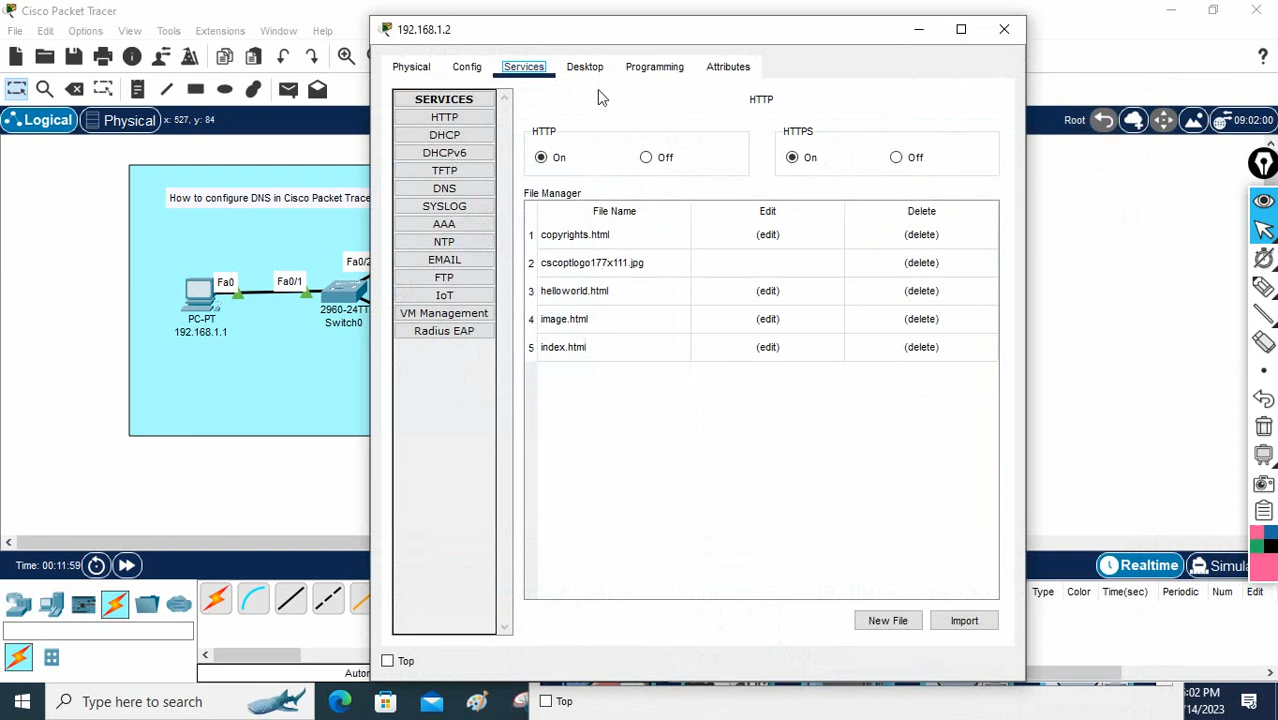 Cisco Packet Tracer
File Edit Options View Tools Extensions Window Help
Logical Physical x: 527, y: 84
Root 09:02:00
How to configure DNS in Cisco Packet Trace
Fa0/2
Fa0 Fa0/1
PC-PT
192.168.1.1
2960-24TT
Switch0
192.168.1.2
Physical Config Services Desktop Programming Attributes
SERVICES
HTTP
DHCP
DHCPv6
TFTP
DNS
SYSLOG
AAA
NTP
EMAIL
FTP
IoT
VM Management
Radius EAP
HTTP
HTTP HTTPS
On Off On Off
File Manager
File Name Edit Delete
1 copyrights.html (edit) (delete)
2 cscoptlogo177x111.jpg (delete)
3 helloworld.html (edit) (delete)
4 image.html (edit) (delete)
5 index.html (edit) (delete)
New File Import
Top
Time: 00:11:59
Realtime Simula
Type Color Time(sec) Periodic Num Edit
Auto
Type here to search
Top
:02 PM
/14/2023